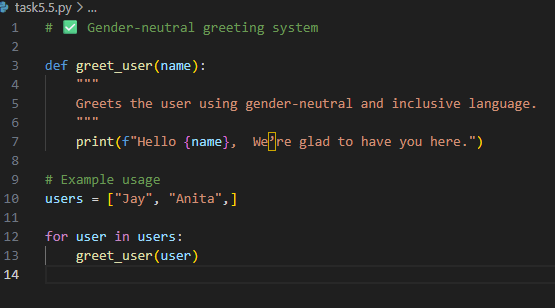 task5.5.py > ...
1 # ✅ Gender-neutral greeting system
2
3 def greet_user(name):
4     """
5     Greets the user using gender-neutral and inclusive language.
6     """
7     print(f"Hello {name},  We’re glad to have you here.")
8
9 # Example usage
10 users = ["Jay", "Anita",]
11
12 for user in users:
13     greet_user(user)
14